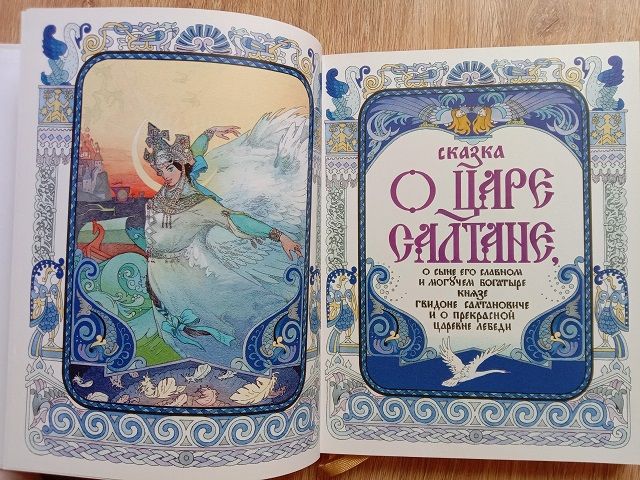 СКАЗКА
О ЦАРЕ
САЛТАНЕ,
О СЫНЕ ЕГО СЛАВНОМ
И МОГУЧЕМ БОГАТЫРЕ
КНЯЗЕ
ГВИДОНЕ САЛТАНОВИЧЕ
И О ПРЕКРАСНОЙ
ЦАРЕВНЕ ЛЕБЕДИ